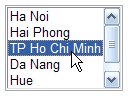 Ha Noi
Hai Phong
TP Ho Chi Minh
Da Nang
Hue